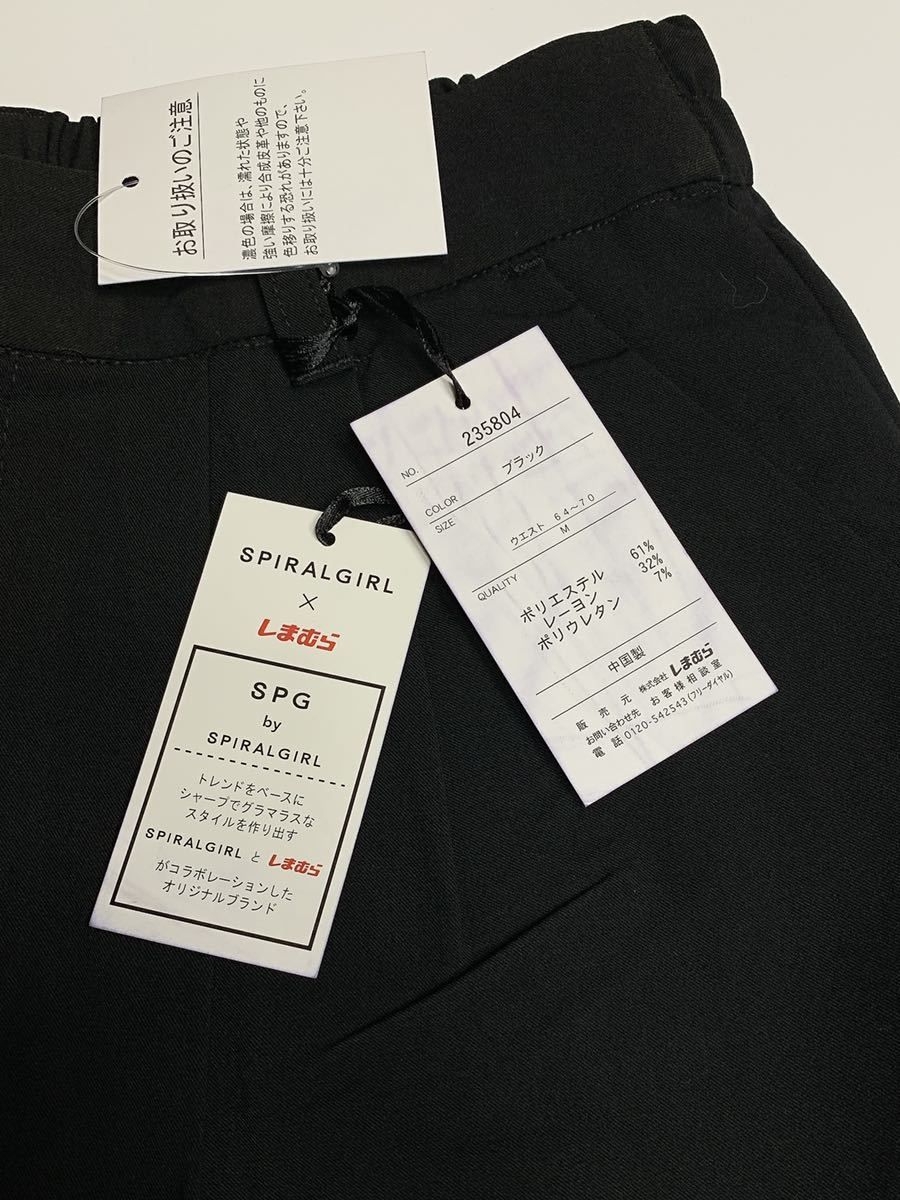 お取り扱いのご注意
濃色の場合は、濡れた状態や
強い摩擦により合成皮革や他のものに
色移りする恐れがありますので、
お取り扱いには十分ご注意下さい。
NO. 235804
COLOR ブラック
SIZE
ウエスト 64～70
M
QUALITY
ポリエステル 61%
レーヨン 32%
ポリウレタン 7%
中国製
販売元 株式会社 しまむら
お問い合わせ先 お客様相談室
電話 0120-542543(フリーダイヤル)
SPIRALGIRL
×
しまむら
SPG
by
SPIRALGIRL
トレンドをベースに
シャープでグラマラスな
スタイルを作り出す
SPIRALGIRL と しまむら
がコラボレーションした
オリジナルブランド